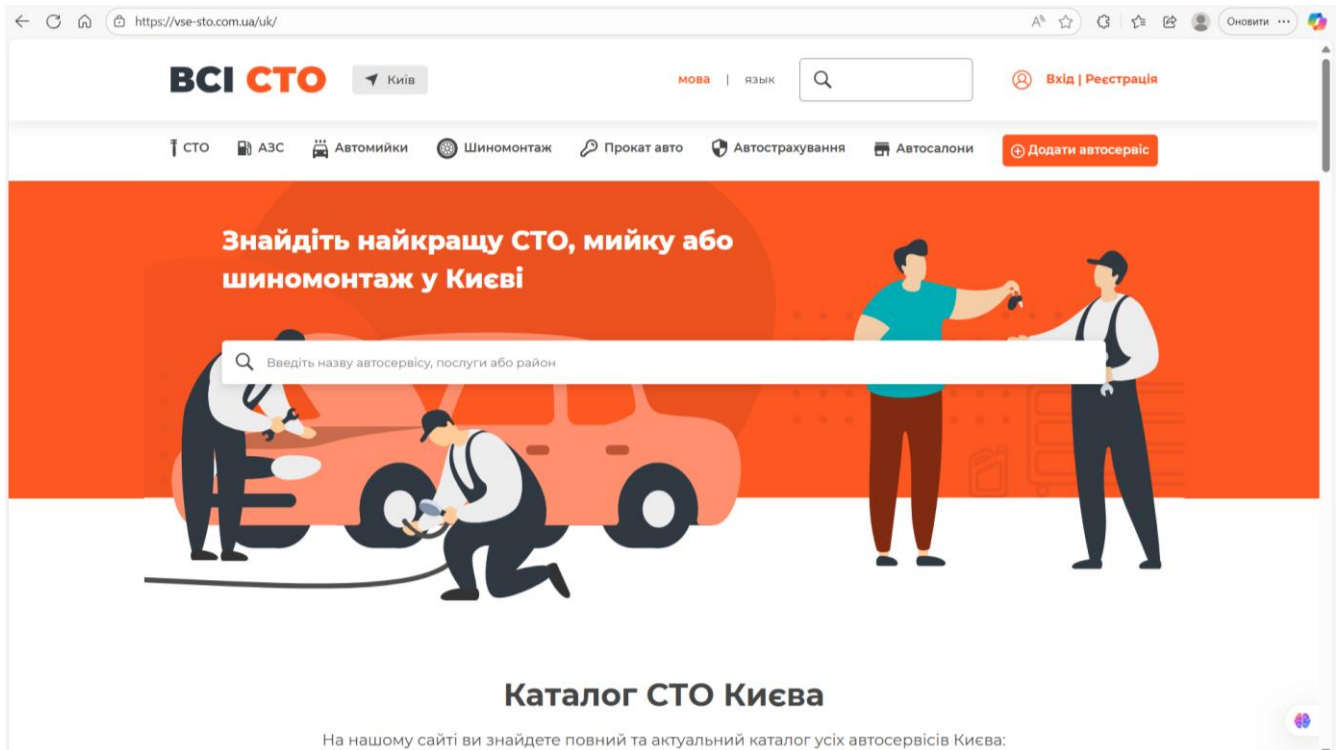 https://vse-sto.com.ua/uk/
Оновити ...
ВСІ СТО
Київ
мова | язык
Вхід | Реєстрація
СТО
АЗС
Автомийки
Шиномонтаж
Прокат авто
Автострахування
Автосалони
Додати автосервіс
Знайдіть найкращу СТО, мийку або
шиномонтаж у Києві
Введіть назву автосервісу, послуги або район
Каталог СТО Києва
На нашому сайті ви знайдете повний та актуальний каталог усіх автосервісів Києва: